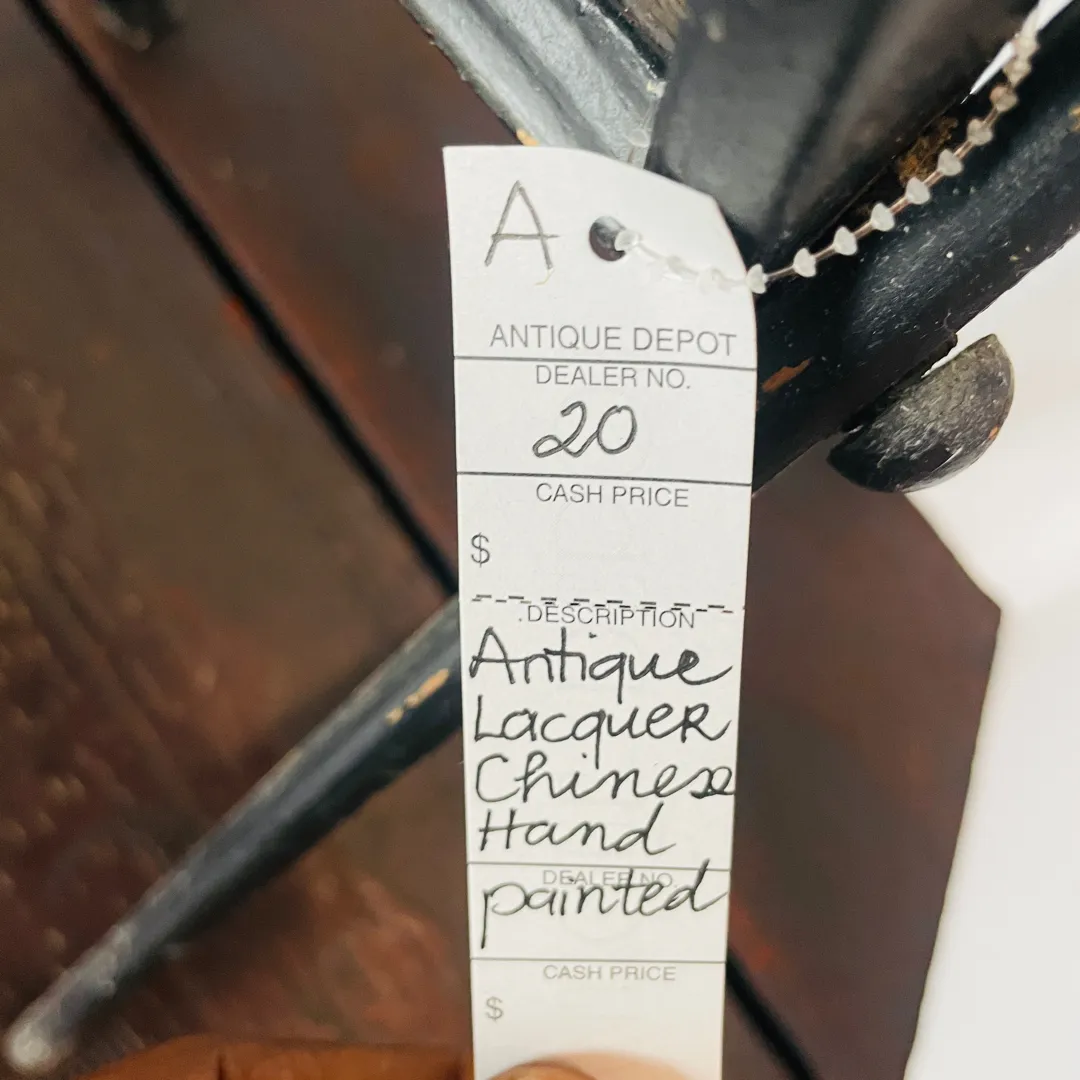 A
ANTIQUE DEPOT
DEALER NO.
20
CASH PRICE
$
DESCRIPTION
Antique
Lacquer
Chinese
Hand
DEALER NO.
painted
CASH PRICE
$